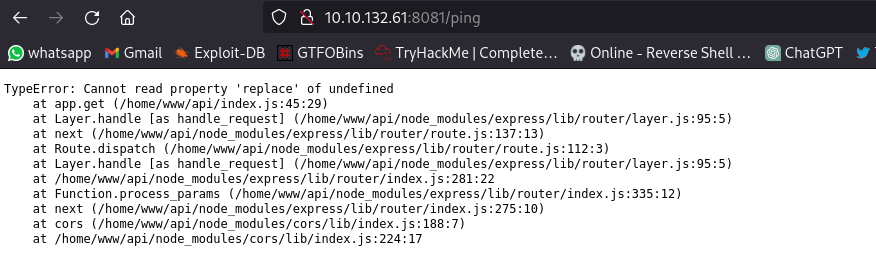 10.10.132.61:8081/ping
whatsapp Gmail Exploit-DB GTFOBins TryHackMe | Complete… Online - Reverse Shell … ChatGPT
TypeError: Cannot read property 'replace' of undefined
    at app.get (/home/www/api/index.js:45:29)
    at Layer.handle [as handle_request] (/home/www/api/node_modules/express/lib/router/layer.js:95:5)
    at next (/home/www/api/node_modules/express/lib/router/route.js:137:13)
    at Route.dispatch (/home/www/api/node_modules/express/lib/router/route.js:112:3)
    at Layer.handle [as handle_request] (/home/www/api/node_modules/express/lib/router/layer.js:95:5)
    at /home/www/api/node_modules/express/lib/router/index.js:281:22
    at Function.process_params (/home/www/api/node_modules/express/lib/router/index.js:335:12)
    at next (/home/www/api/node_modules/express/lib/router/index.js:275:10)
    at cors (/home/www/api/node_modules/cors/lib/index.js:188:7)
    at /home/www/api/node_modules/cors/lib/index.js:224:17